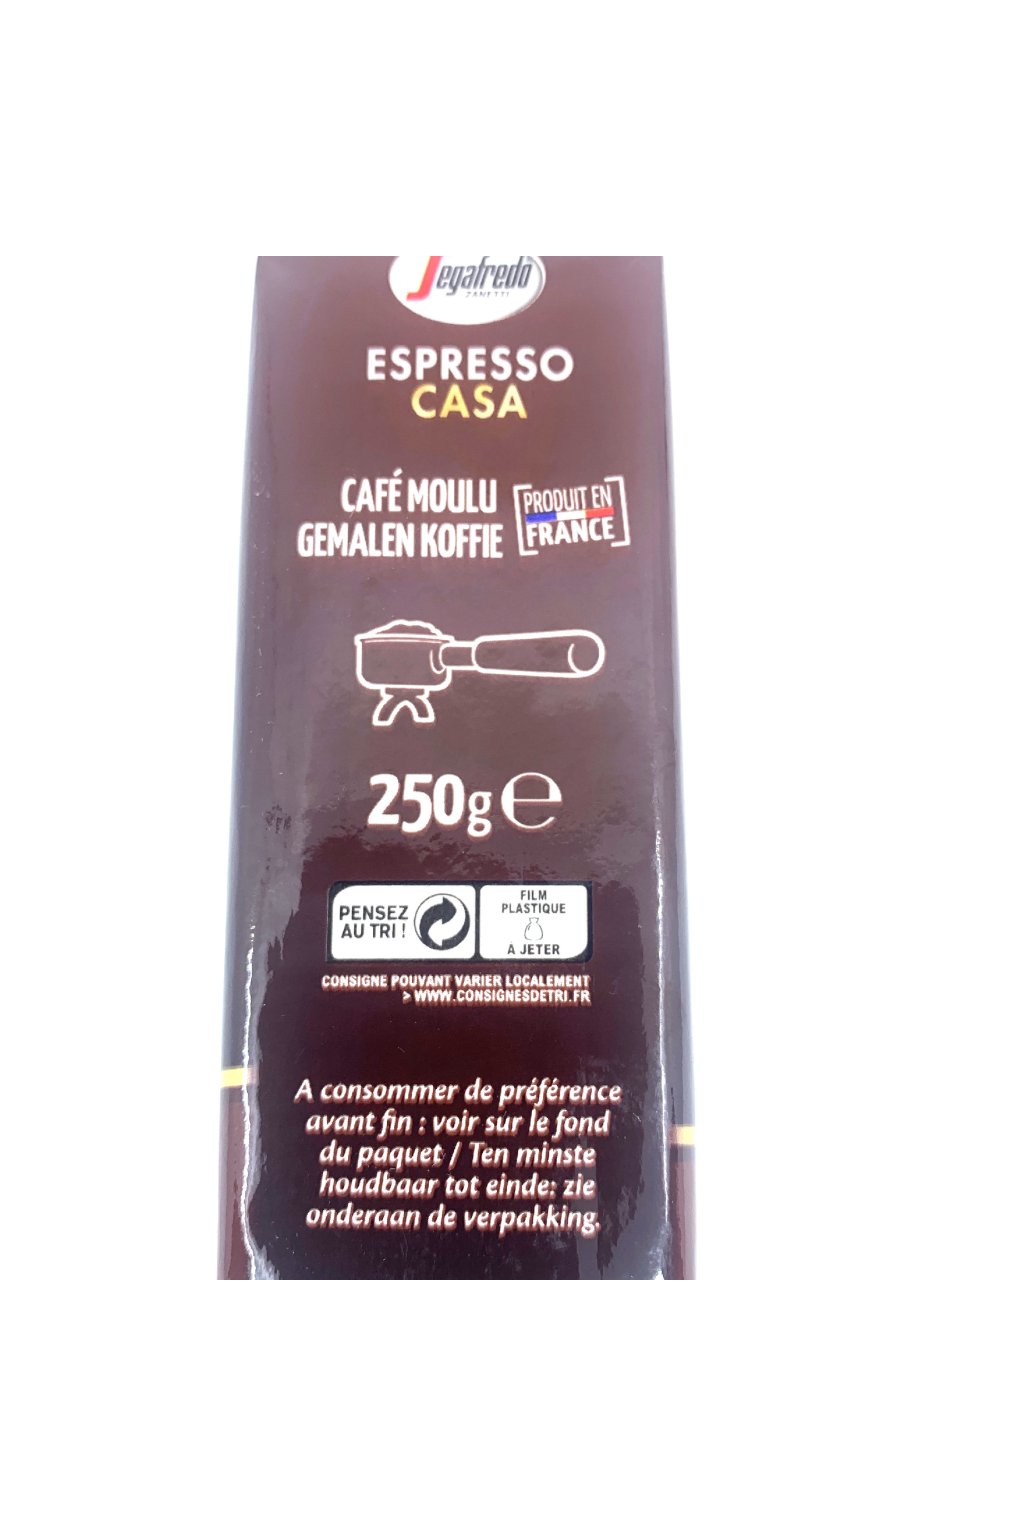 Segafredo
ZANETTI
ESPRESSO
CASA
CAFÉ MOULU
GEMALEN KOFFIE
PRODUIT EN
FRANCE
250g ℮
PENSEZ
AU TRI !
FILM
PLASTIQUE
À JETER
CONSIGNE POUVANT VARIER LOCALEMENT
> WWW.CONSIGNESDETRI.FR
A consommer de préférence
avant fin : voir sur le fond
du paquet / Ten minste
houdbaar tot einde: zie
onderaan de verpakking.